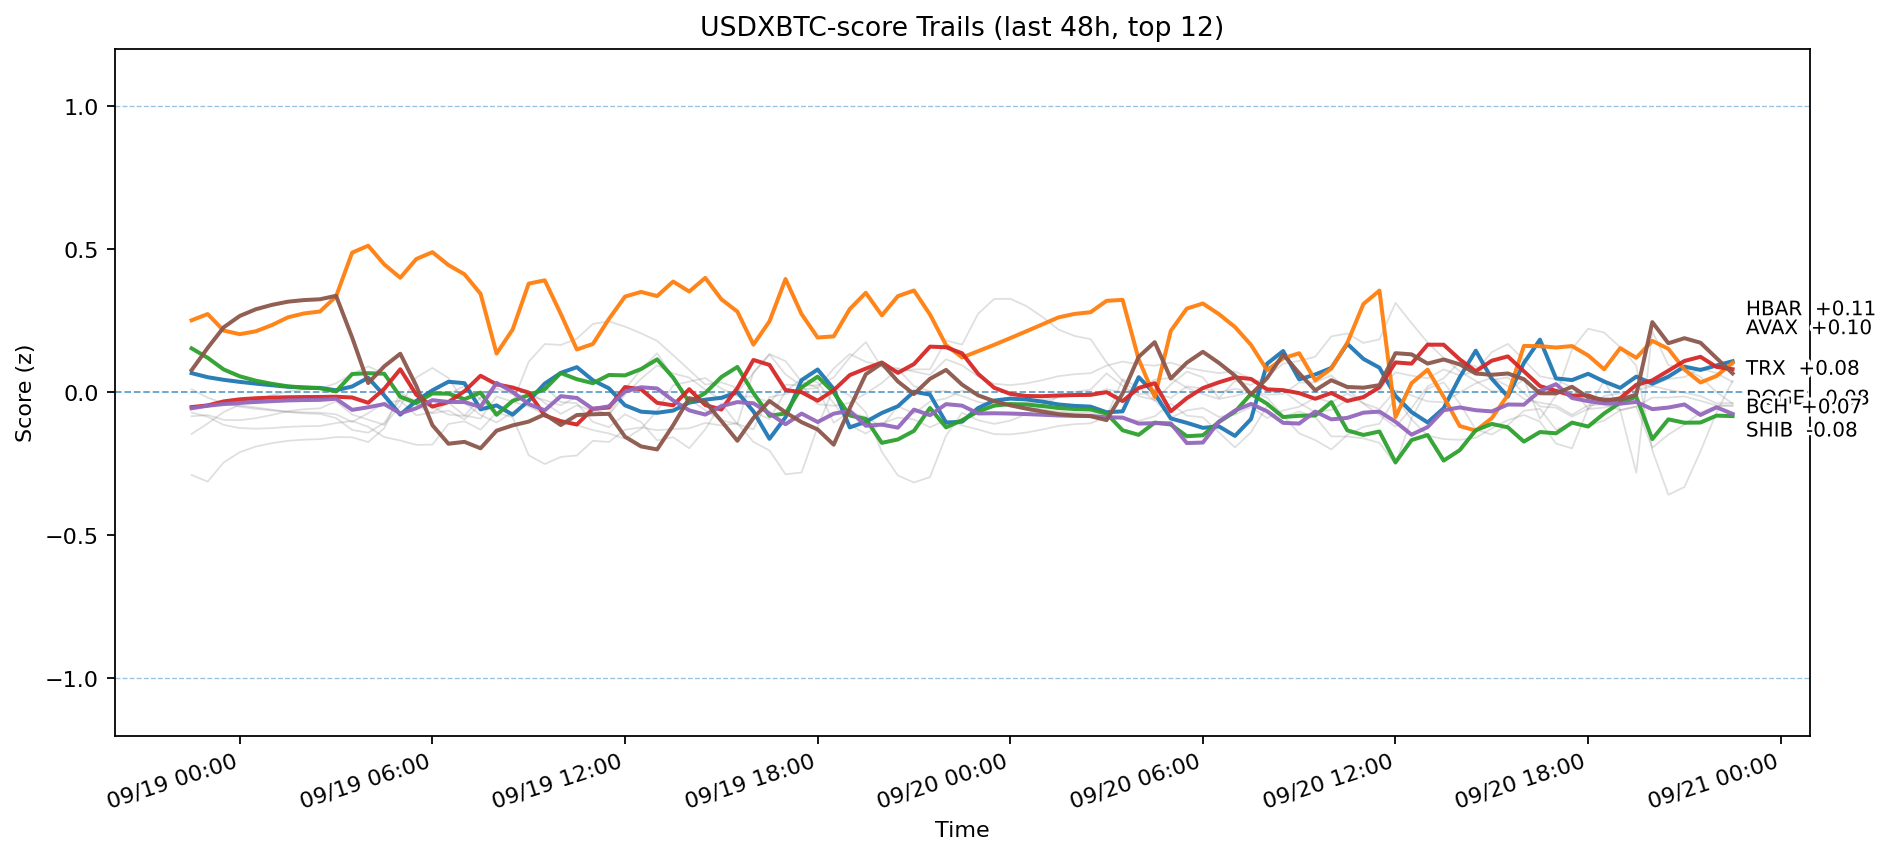 USDXBTC-score Trails (last 48h, top 12)
1.0
0.5
0.0
−0.5
−1.0
Score (z)
HBAR +0.11
AVAX +0.10
TRX +0.08
BCH +0.07
SHIB -0.08
09/19 00:00
09/19 06:00
09/19 12:00
09/19 18:00
09/20 00:00
09/20 06:00
09/20 12:00
09/20 18:00
09/21 00:00
Time